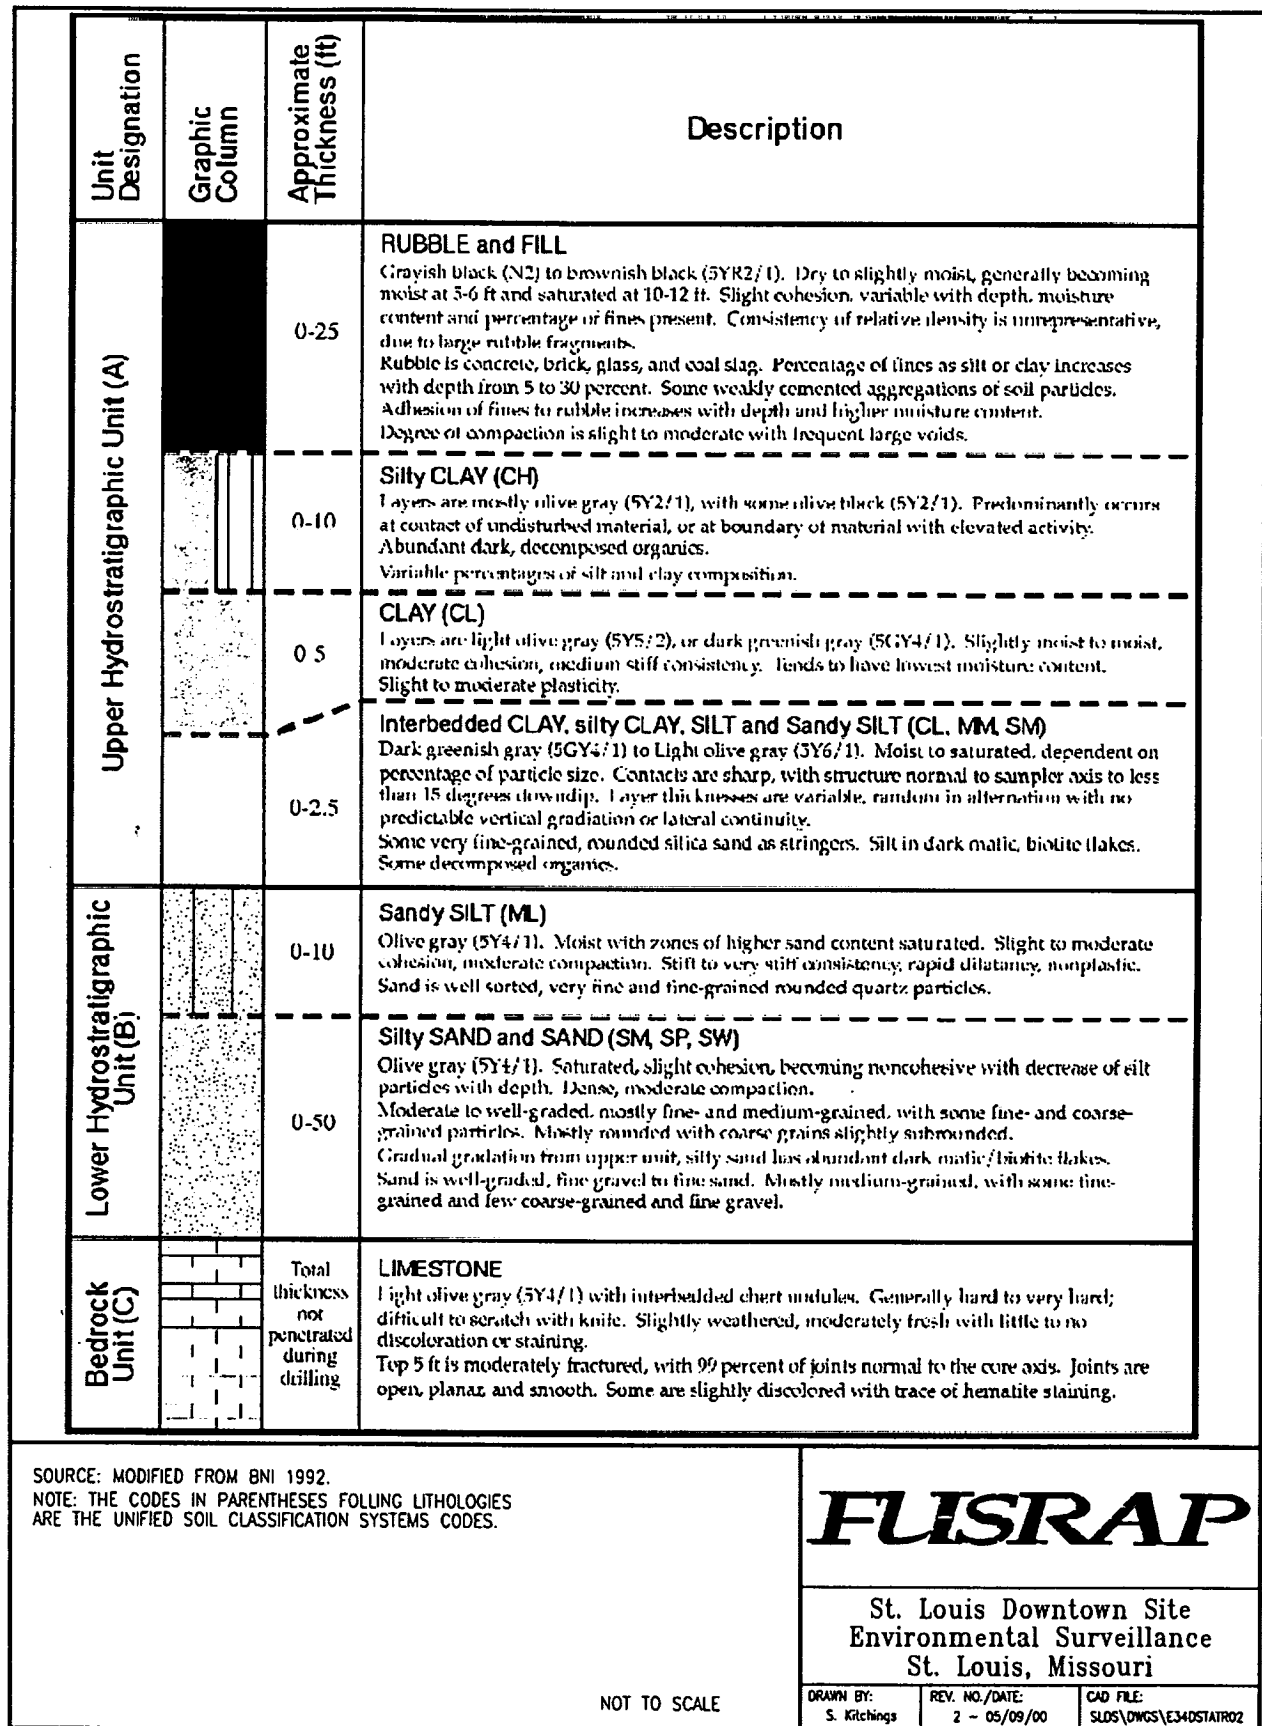 Unit Designation
Graphic Column
Approximate Thickness (ft)
Description
Upper Hydrostratigraphic Unit (A)
0-25
RUBBLE and FILL
Grayish black (N2) to brownish black (5YR2/1). Dry to slightly moist, generally becoming
moist at 5-6 ft and saturated at 10-12 ft. Slight cohesion, variable with depth, moisture
content and percentage of fines present. Consistency of relative density is unrepresentative,
due to large rubble fragments.
Rubble is concrete, brick, glass, and coal slag. Percentage of fines as silt or clay increases
with depth from 5 to 30 percent. Some weakly cemented aggregations of soil particles.
Adhesion of fines to rubble increases with depth and higher moisture content.
Degree of compaction is slight to moderate with frequent large voids.
0-10
Silty CLAY (CH)
Layers are mostly olive gray (5Y2/1), with some olive black (5Y2/1). Predominantly occurs
at contact of undisturbed material, or at boundary of material with elevated activity.
Abundant dark, decomposed organics.
Variable percentages of silt and clay composition.
0 5
CLAY (CL)
Layers are light olive gray (5Y5/2), or dark greenish gray (5GY4/1). Slightly moist to moist,
moderate cohesion, medium stiff consistency. Tends to have lowest moisture content.
Slight to moderate plasticity.
0-2.5
Interbedded CLAY, silty CLAY, SILT and Sandy SILT (CL, MM, SM)
Dark greenish gray (5GY4/1) to Light olive gray (5Y6/1). Moist to saturated, dependent on
percentage of particle size. Contacts are sharp, with structure normal to sampler axis to less
than 15 degrees downdip. Layer thicknesses are variable, random in alternation with no
predictable vertical gradiation or lateral continuity.
Some very fine-grained, rounded silica sand as stringers. Silt in dark mafic, biotite flakes.
Some decomposed organics.
Lower Hydrostratigraphic Unit (B)
0-10
Sandy SILT (ML)
Olive gray (5Y4/1). Moist with zones of higher sand content saturated. Slight to moderate
cohesion, moderate compaction. Stiff to very stiff consistency, rapid dilatancy, nonplastic.
Sand is well sorted, very fine and fine-grained rounded quartz particles.
0-50
Silty SAND and SAND (SM, SP, SW)
Olive gray (5Y4/1). Saturated, slight cohesion, becoming noncohesive with decrease of silt
particles with depth. Dense, moderate compaction.
Moderate to well-graded, mostly fine- and medium-grained, with some fine- and coarse-
grained particles. Mostly rounded with coarse grains slightly subrounded.
Gradual gradation from upper unit, silty sand has abundant dark mafic/biotite flakes.
Sand is well-graded, fine gravel to fine sand. Mostly medium-grained, with some fine-
grained and few coarse-grained and fine gravel.
Bedrock Unit (C)
Total
thickness
not
penetrated
during
drilling
LIMESTONE
Light olive gray (5Y4/1) with interbedded chert nodules. Generally hard to very hard;
difficult to scratch with knife. Slightly weathered, moderately fresh with little to no
discoloration or staining.
Top 5 ft is moderately fractured, with 99 percent of joints normal to the core axis. Joints are
open, planar, and smooth. Some are slightly discolored with trace of hematite staining.
SOURCE: MODIFIED FROM BNI 1992.
NOTE: THE CODES IN PARENTHESES FOLLING LITHOLOGIES
ARE THE UNIFIED SOIL CLASSIFICATION SYSTEMS CODES.
NOT TO SCALE
FUSRAP
St. Louis Downtown Site
Environmental Surveillance
St. Louis, Missouri
DRAWN BY:
S. Kitchings
REV. NO./DATE:
2 - 05/09/00
CAD FILE:
SLDS\DWGS\E34DSTATR02